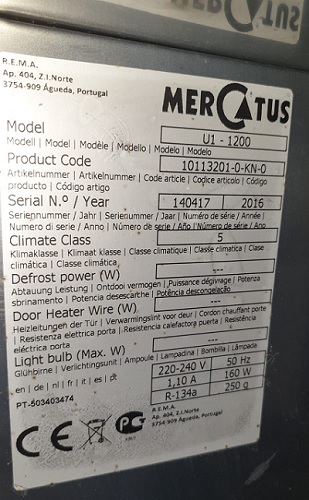 MERCATUS
R.E.M.A.
Ap. 404, Z.I.Norte
3754-909 Águeda, Portugal
MERCATUS
Model U1 - 1200
Modell | Model | Modèle | Modello | Modelo | Modelo
Product Code 10113201-0-KN-0
Artikelnummer | Artikelnummer | Code article | Codice articolo | Código
producto | Código artigo
Serial N.º / Year 140417 2016
Seriennummer / Jahr | Serienummer / Jaar | Numéro de série / Année |
Numero di serie / Anno | Número de serie / Año | Número de série / Ano
Climate Class 5
Klimaklasse | Klimaat klasse | Classe climatique | Classe climatica | Clase
climática | Classe climática
Defrost power (W) ---
Abtauung Leistung | Ontdooi vermogen | Puissance dégivrage | Potenza
sbrinamento | Potencia desescarche | Potência descongelação
Door Heater Wire (W) ---
Heizleitungen der Tür | Verwarmingslint voor deur | Cordon chauffant porte
| Resistenza elettrica porta | Resistencia calefactora puerta | Resistência
eléctrica porta
Light bulb (Max. W) ---
Glühbirne | Verlichtingsunit | Ampoule | Lampadina | Bombilla | Lâmpada
220-240 V 50 Hz
en | de | nl | fr | it | es | pt
1,10 A 160 W
R-134a 250 g
PT-503403474
CE
R.E.M.A.
Ap. 404, Z.I.Norte
3754-909 Águeda, Portugal